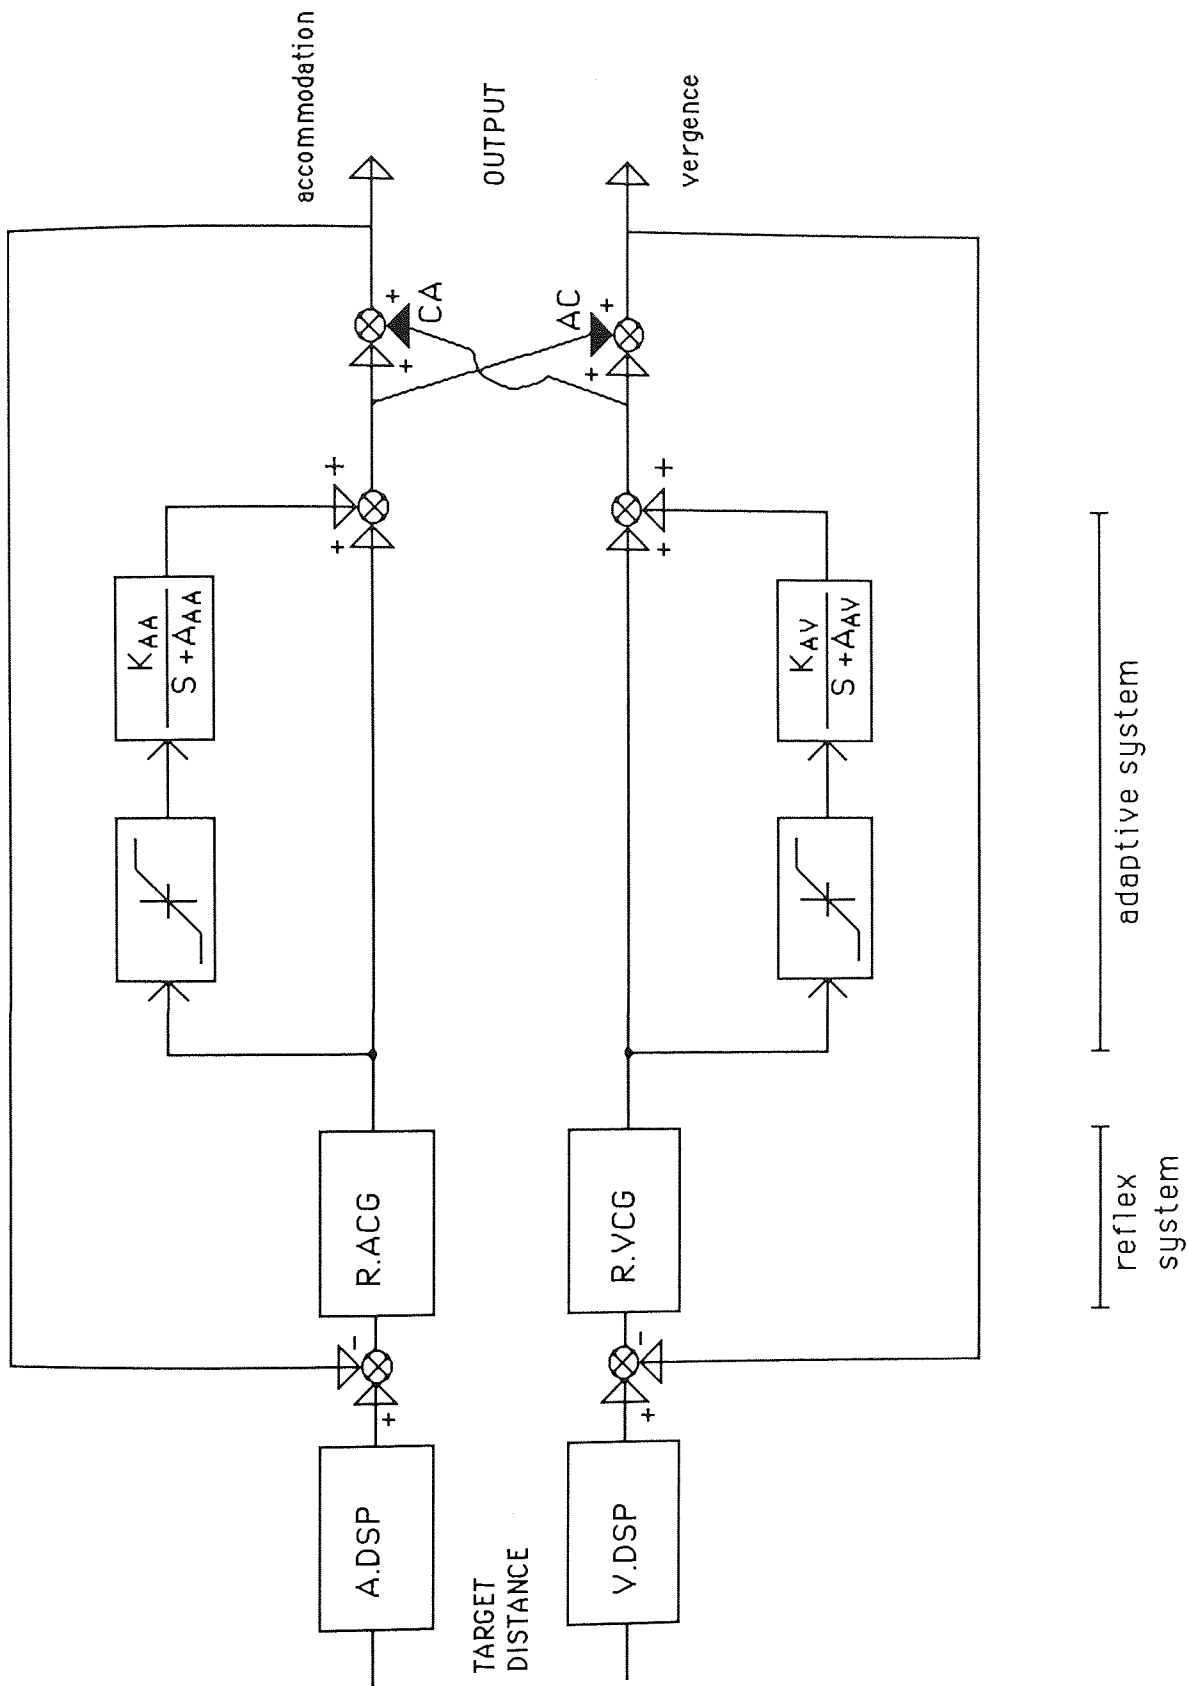 accommodation
OUTPUT
vergence
+
CA
+
AC
+
+
+
+
+
+
KAA
S+AAA
KAV
S+AAV
adaptive system
R.ACG
R.VCG
reflex
system
-
+
-
+
A.DSP
V.DSP
TARGET
DISTANCE